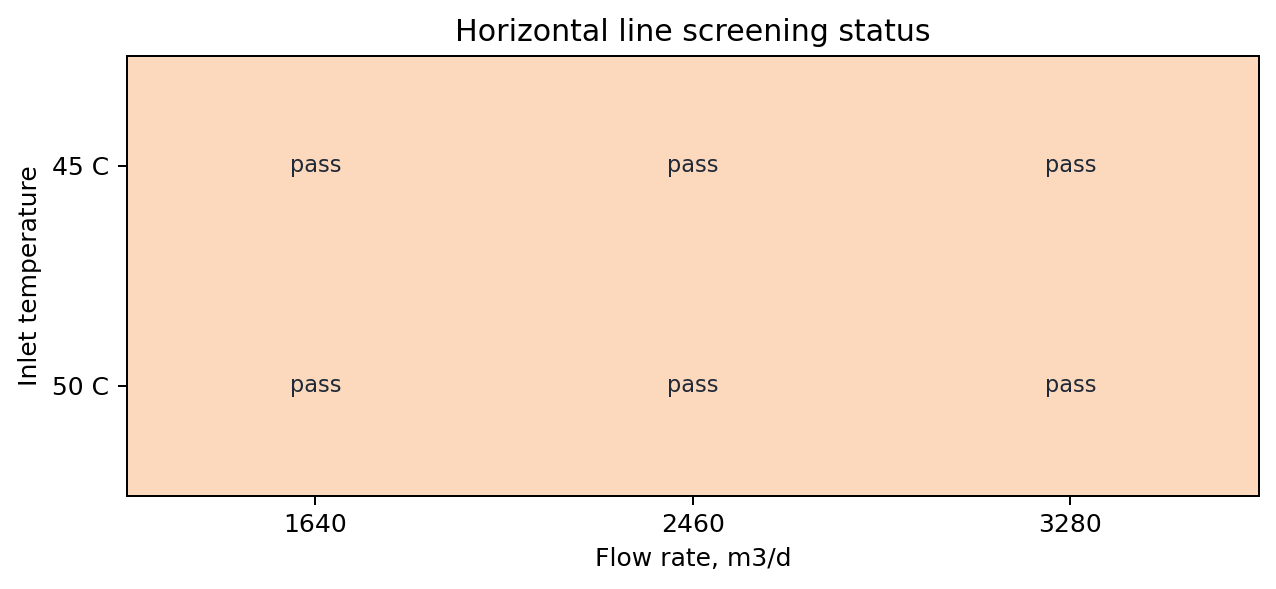 Horizontal line screening status
Inlet temperature
45 C
pass pass pass
50 C
pass pass pass
1640 2460 3280
Flow rate, m3/d